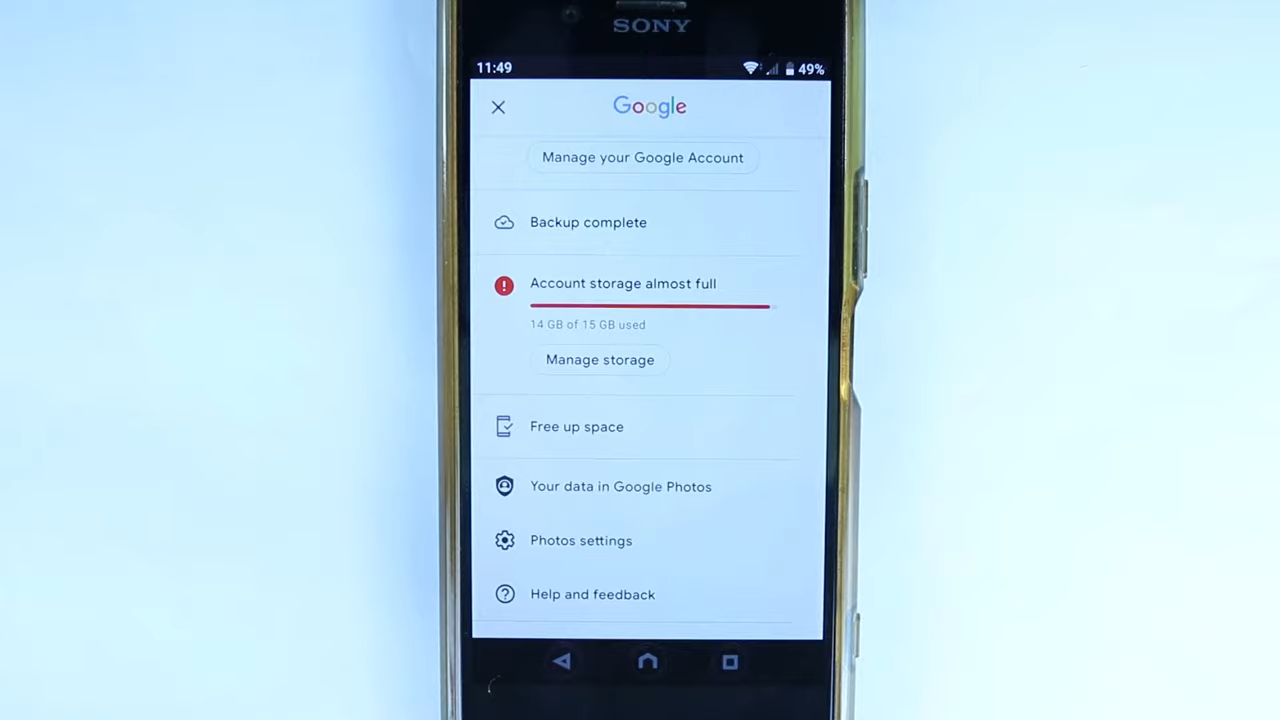 SONY
11:49
49%
Google
Manage your Google Account
Backup complete
Account storage almost full
14 GB of 15 GB used
Manage storage
Free up space
Your data in Google Photos
Photos settings
Help and feedback